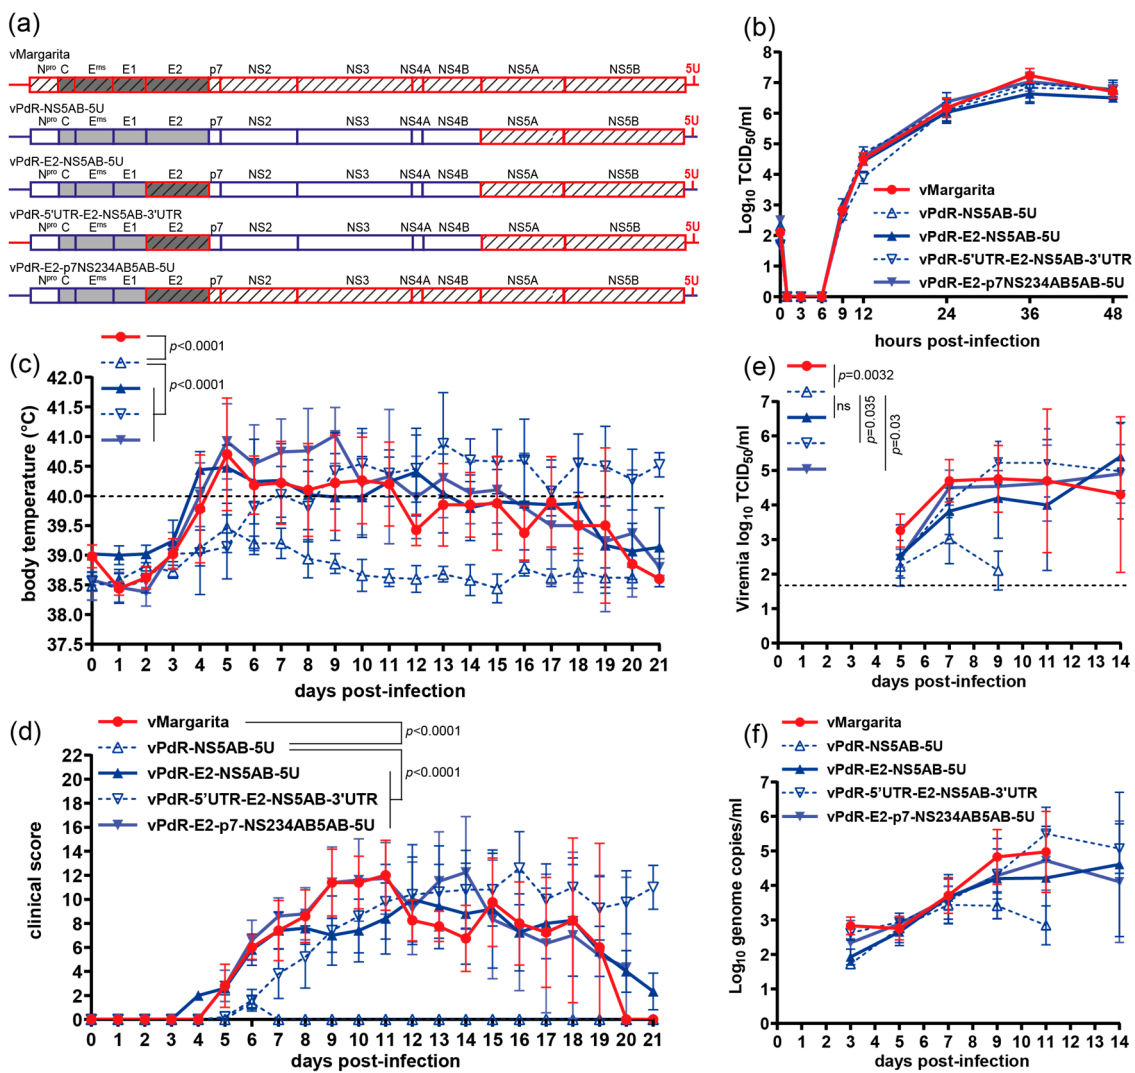 (a)
vMargarita
Npro C Erns E1 E2 p7 NS2 NS3 NS4A NS4B NS5A NS5B 5U
vPdR-NS5AB-5U
Npro C Erns E1 E2 p7 NS2 NS3 NS4A NS4B NS5A NS5B 5U
vPdR-E2-NS5AB-5U
Npro C Erns E1 E2 p7 NS2 NS3 NS4A NS4B NS5A NS5B 5U
vPdR-5'UTR-E2-NS5AB-3'UTR
Npro C Erns E1 E2 p7 NS2 NS3 NS4A NS4B NS5A NS5B 5U
vPdR-E2-p7NS234AB5AB-5U
Npro C Erns E1 E2 p7 NS2 NS3 NS4A NS4B NS5A NS5B 5U
(b)
Log10 TCID50/ml
8
7
6
5
4
3
2
1
0
vMargarita
vPdR-NS5AB-5U
vPdR-E2-NS5AB-5U
vPdR-5'UTR-E2-NS5AB-3'UTR
vPdR-E2-p7NS234AB5AB-5U
0 3 6 9 12 24 36 48
hours post-infection
(c)
p<0.0001
p<0.0001
body temperature (°C)
42.0
41.5
41.0
40.5
40.0
39.5
39.0
38.5
38.0
37.5
0 1 2 3 4 5 6 7 8 9 10 11 12 13 14 15 16 17 18 19 20 21
days post-infection
(e)
p=0.0032
ns
p=0.035
p=0.03
Viremia log10 TCID50/ml
7
6
5
4
3
2
1
0
0 1 2 3 4 5 6 7 8 9 10 11 12 13 14
days post-infection
(d)
vMargarita
vPdR-NS5AB-5U
vPdR-E2-NS5AB-5U
vPdR-5’UTR-E2-NS5AB-3'UTR
vPdR-E2-p7-NS234AB5AB-5U
p<0.0001
p<0.0001
clinical score
22
20
18
16
14
12
10
8
6
4
2
0
0 1 2 3 4 5 6 7 8 9 10 11 12 13 14 15 16 17 18 19 20 21
days post-infection
(f)
vMargarita
vPdR-NS5AB-5U
vPdR-E2-NS5AB-5U
vPdR-5'UTR-E2-NS5AB-3'UTR
vPdR-E2-p7-NS234AB5AB-5U
Log10 genome copies/ml
7
6
5
4
3
2
1
0
0 1 2 3 4 5 6 7 8 9 10 11 12 13 14
days post-infection